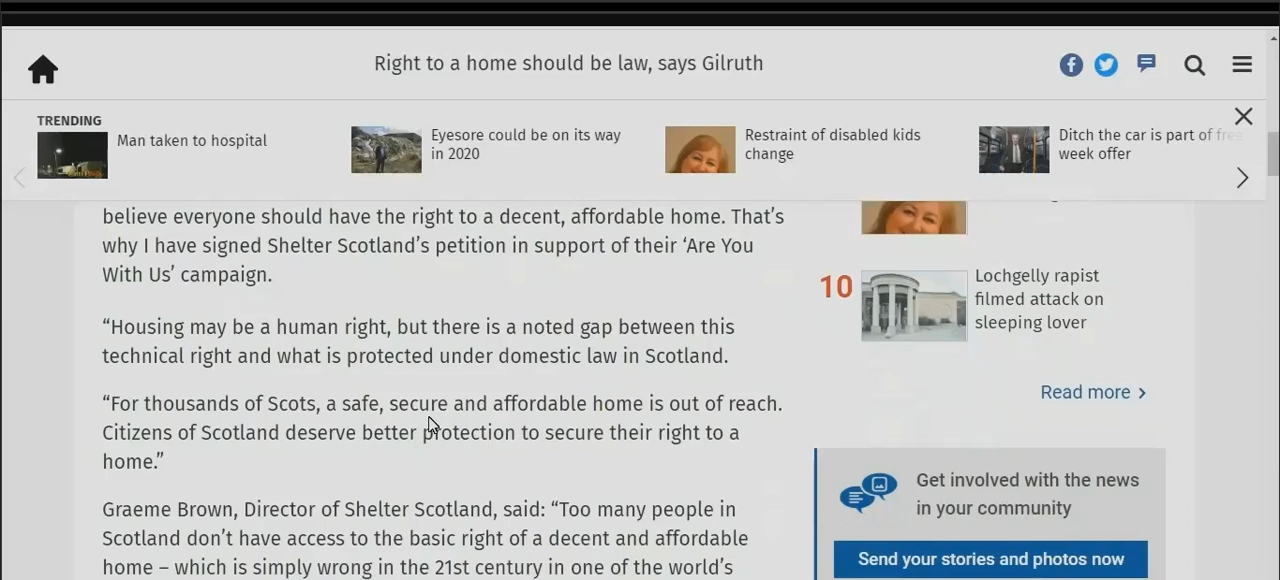 Right to a home should be law, says Gilruth
TRENDING
Man taken to hospital
Eyesore could be on its way
in 2020
Restraint of disabled kids
change
Ditch the car is part of free
week offer
believe everyone should have the right to a decent, affordable home. That’s
why I have signed Shelter Scotland’s petition in support of their ‘Are You
With Us’ campaign.
“Housing may be a human right, but there is a noted gap between this
technical right and what is protected under domestic law in Scotland.
“For thousands of Scots, a safe, secure and affordable home is out of reach.
Citizens of Scotland deserve better protection to secure their right to a
home.”
Graeme Brown, Director of Shelter Scotland, said: “Too many people in
Scotland don’t have access to the basic right of a decent and affordable
home – which is simply wrong in the 21st century in one of the world’s
10
Lochgelly rapist
filmed attack on
sleeping lover
Read more
Get involved with the news
in your community
Send your stories and photos now